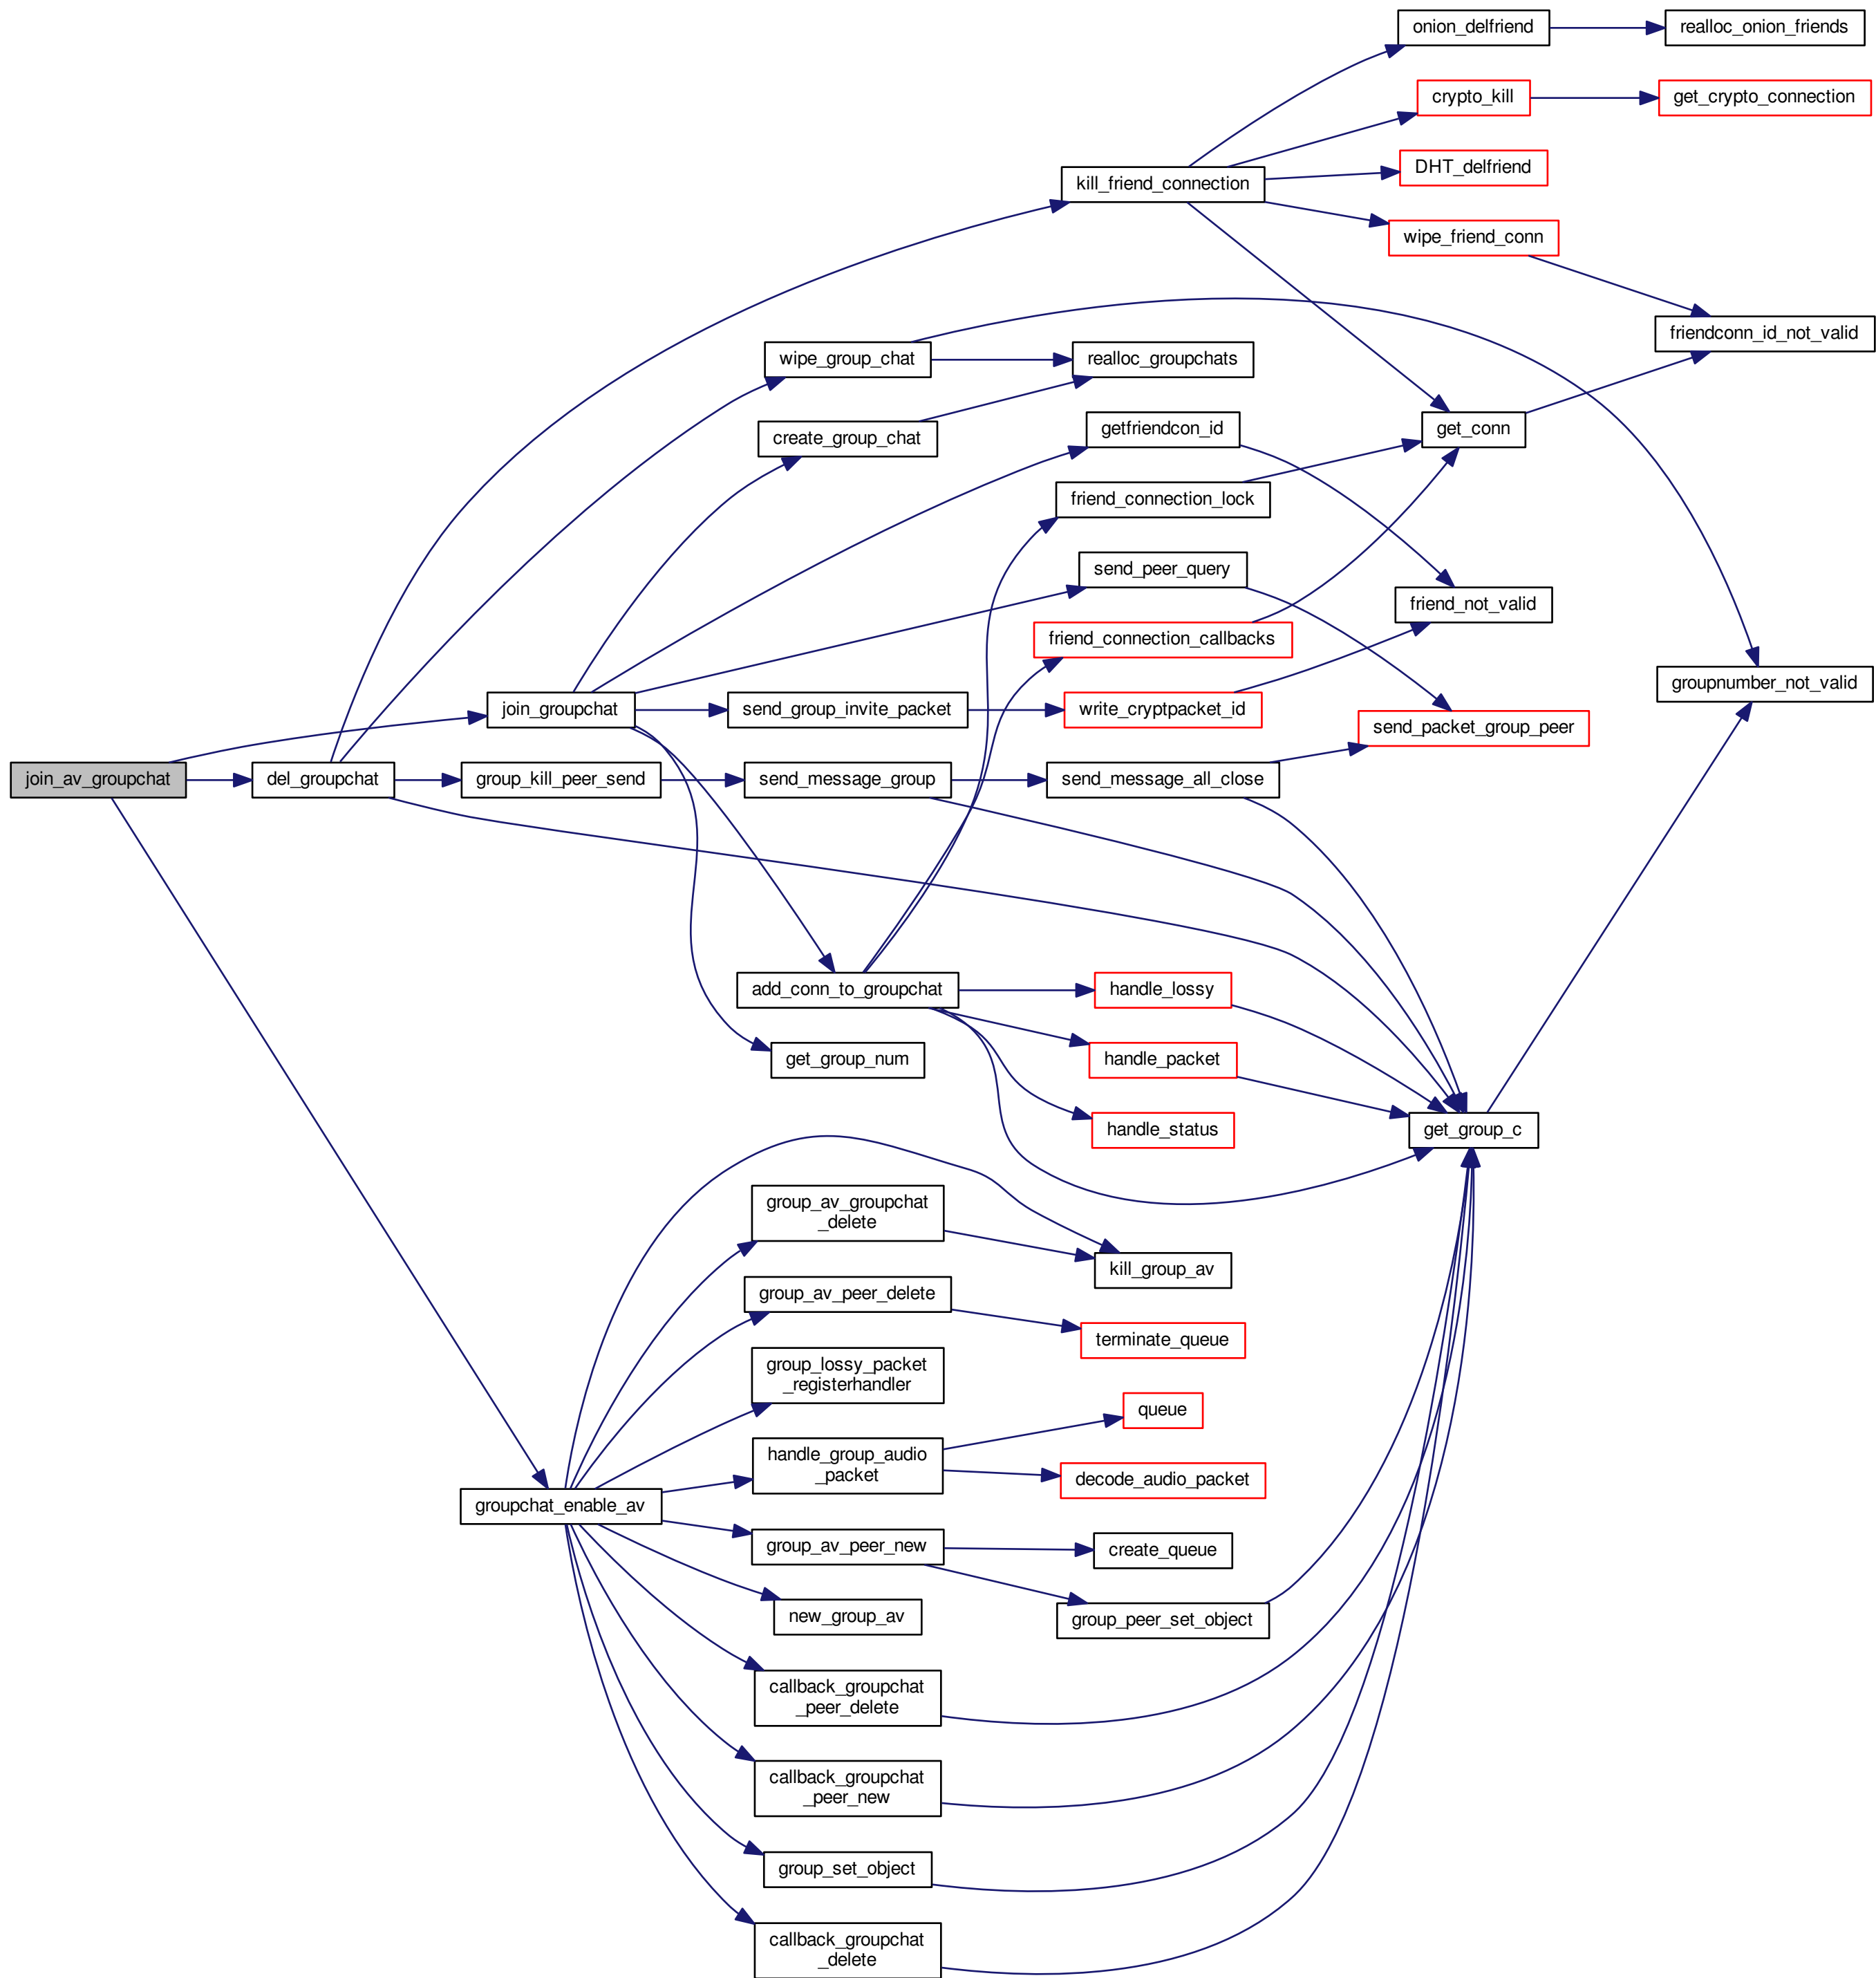 onion_delfriend
realloc_onion_friends
crypto_kill
get_crypto_connection
DHT_delfriend
kill_friend_connection
wipe_friend_conn
friendconn_id_not_valid
wipe_group_chat
realloc_groupchats
create_group_chat
getfriendcon_id
get_conn
friend_connection_lock
send_peer_query
friend_not_valid
friend_connection_callbacks
groupnumber_not_valid
join_groupchat
send_group_invite_packet
write_cryptpacket_id
send_packet_group_peer
join_av_groupchat
del_groupchat
group_kill_peer_send
send_message_group
send_message_all_close
add_conn_to_groupchat
handle_lossy
get_group_num
handle_packet
handle_status
get_group_c
group_av_groupchat
_delete
kill_group_av
group_av_peer_delete
terminate_queue
group_lossy_packet
_registerhandler
queue
handle_group_audio
_packet
decode_audio_packet
groupchat_enable_av
group_av_peer_new
create_queue
new_group_av
group_peer_set_object
callback_groupchat
_peer_delete
callback_groupchat
_peer_new
group_set_object
callback_groupchat
_delete